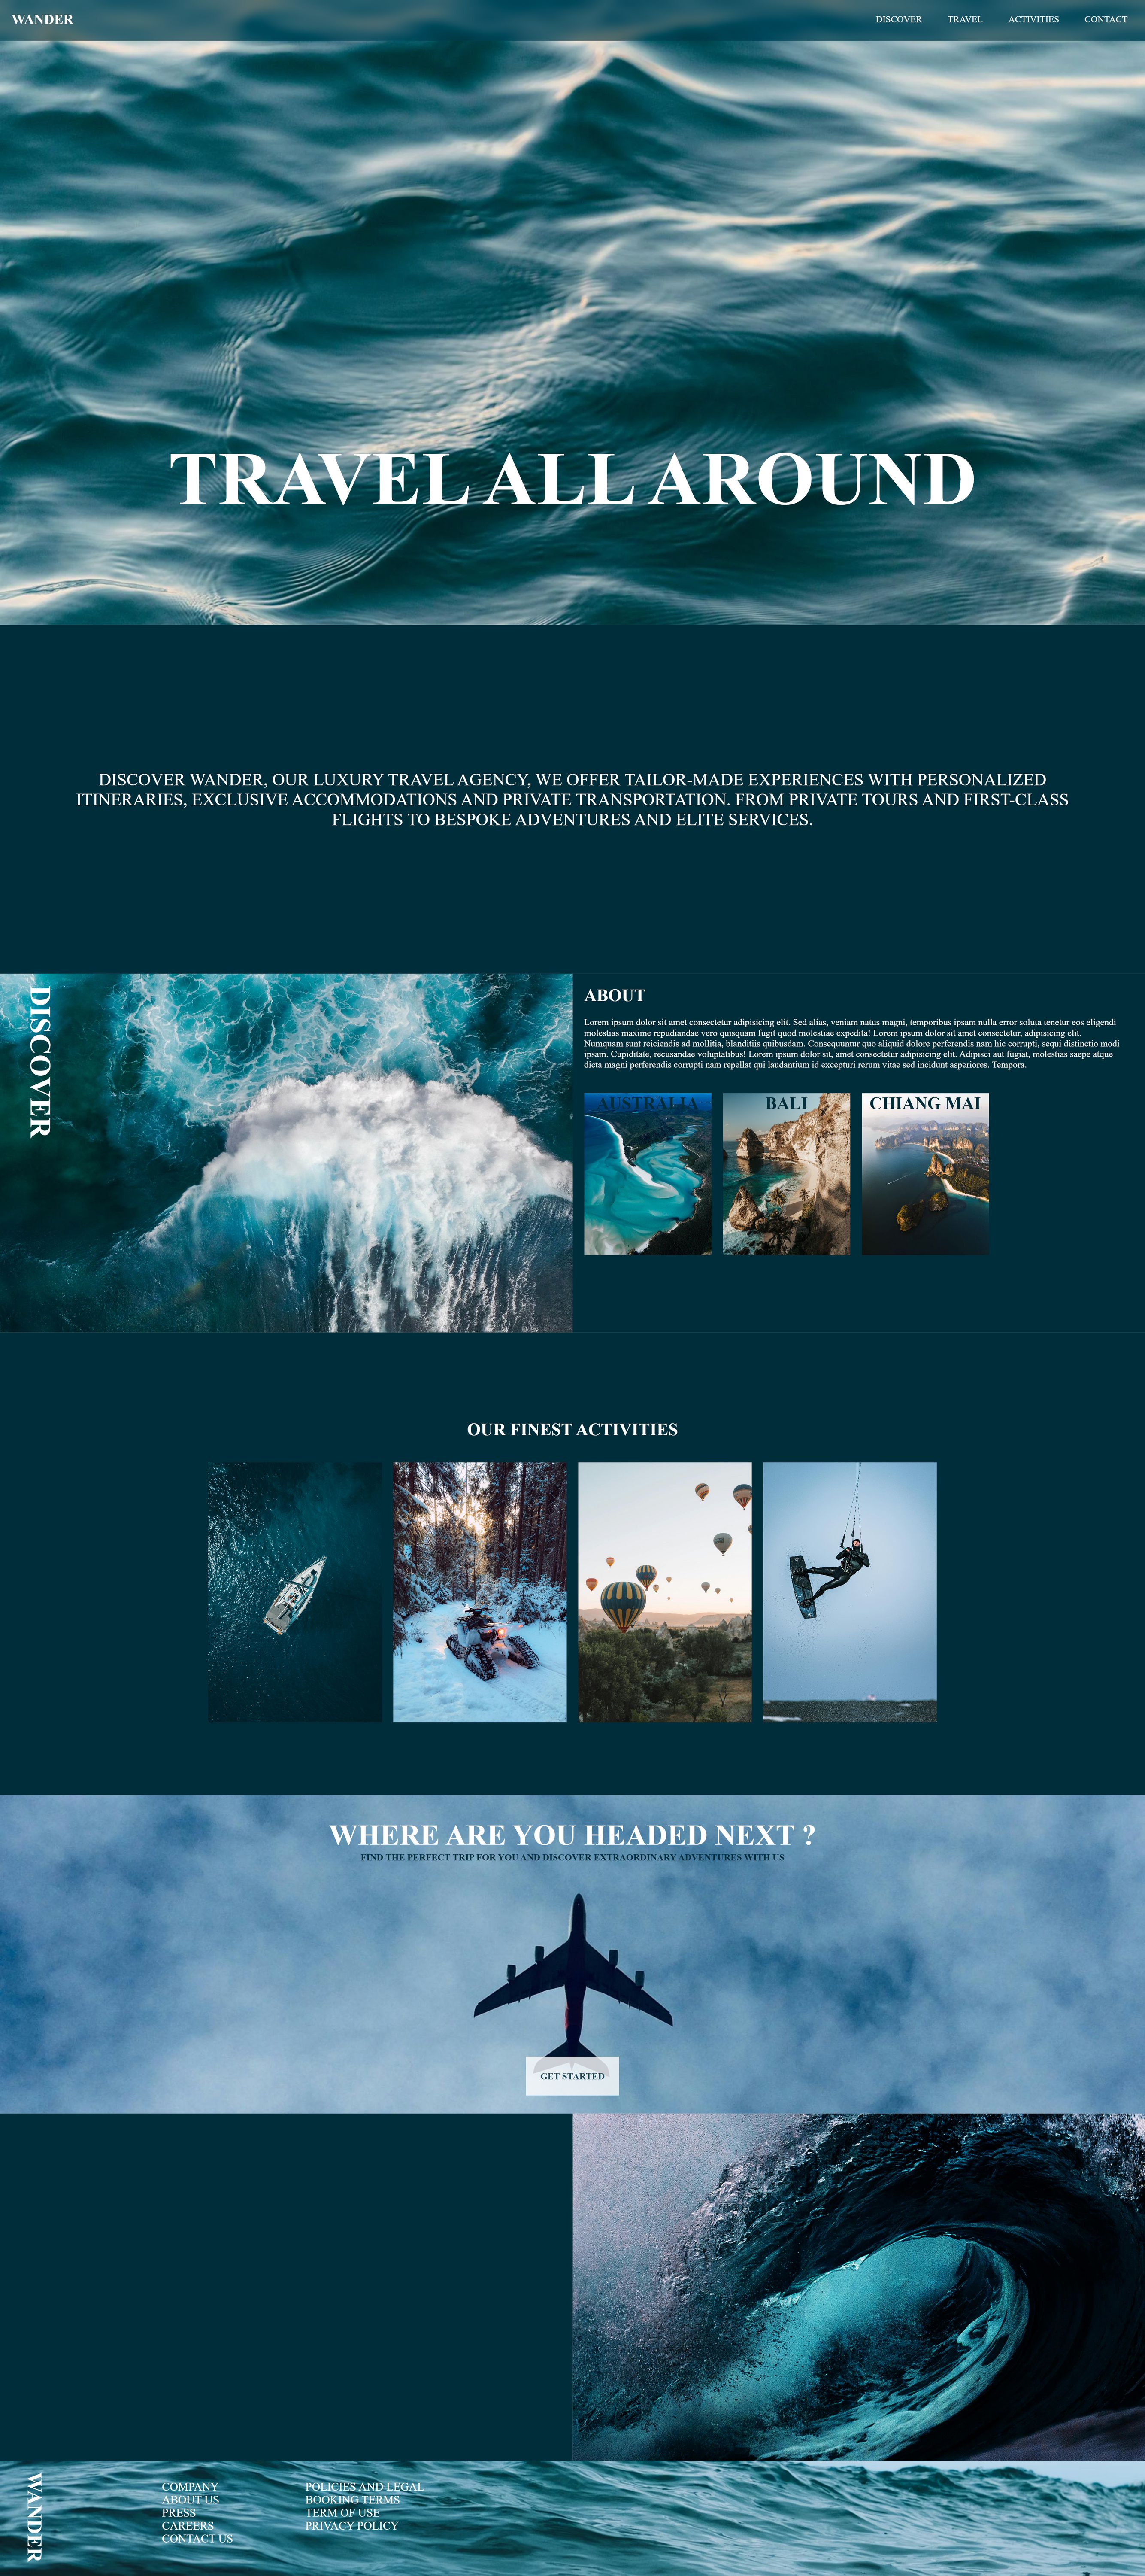 WANDER
DISCOVER
TRAVEL
ACTIVITIES
CONTACT
TRAVEL ALL AROUND
DISCOVER WANDER, OUR LUXURY TRAVEL AGENCY, WE OFFER TAILOR-MADE EXPERIENCES WITH PERSONALIZED
ITINERARIES, EXCLUSIVE ACCOMMODATIONS AND PRIVATE TRANSPORTATION. FROM PRIVATE TOURS AND FIRST-CLASS
FLIGHTS TO BESPOKE ADVENTURES AND ELITE SERVICES.
DISCOVER
ABOUT
Lorem ipsum dolor sit amet consectetur adipisicing elit. Sed alias, veniam natus magni, temporibus ipsam nulla error soluta tenetur eos eligendi
molestias maxime repudiandae vero quisquam fugit quod molestiae expedita! Lorem ipsum dolor sit amet consectetur, adipisicing elit.
Numquam sunt reiciendis ad mollitia, blanditiis quibusdam. Consequuntur quo aliquid dolore perferendis nam hic corrupti, sequi distinctio modi
ipsam. Cupiditate, recusandae voluptatibus! Lorem ipsum dolor sit, amet consectetur adipisicing elit. Adipisci aut fugiat, molestias saepe atque
dicta magni perferendis corrupti nam repellat qui laudantium id excepturi rerum vitae sed incidunt asperiores. Tempora.
AUSTRALIA
BALI
CHIANG MAI
OUR FINEST ACTIVITIES
WHERE ARE YOU HEADED NEXT ?
FIND THE PERFECT TRIP FOR YOU AND DISCOVER EXTRAORDINARY ADVENTURES WITH US
GET STARTED
WANDER
COMPANY
ABOUT US
PRESS
CAREERS
CONTACT US
POLICIES AND LEGAL
BOOKING TERMS
TERM OF USE
PRIVACY POLICY